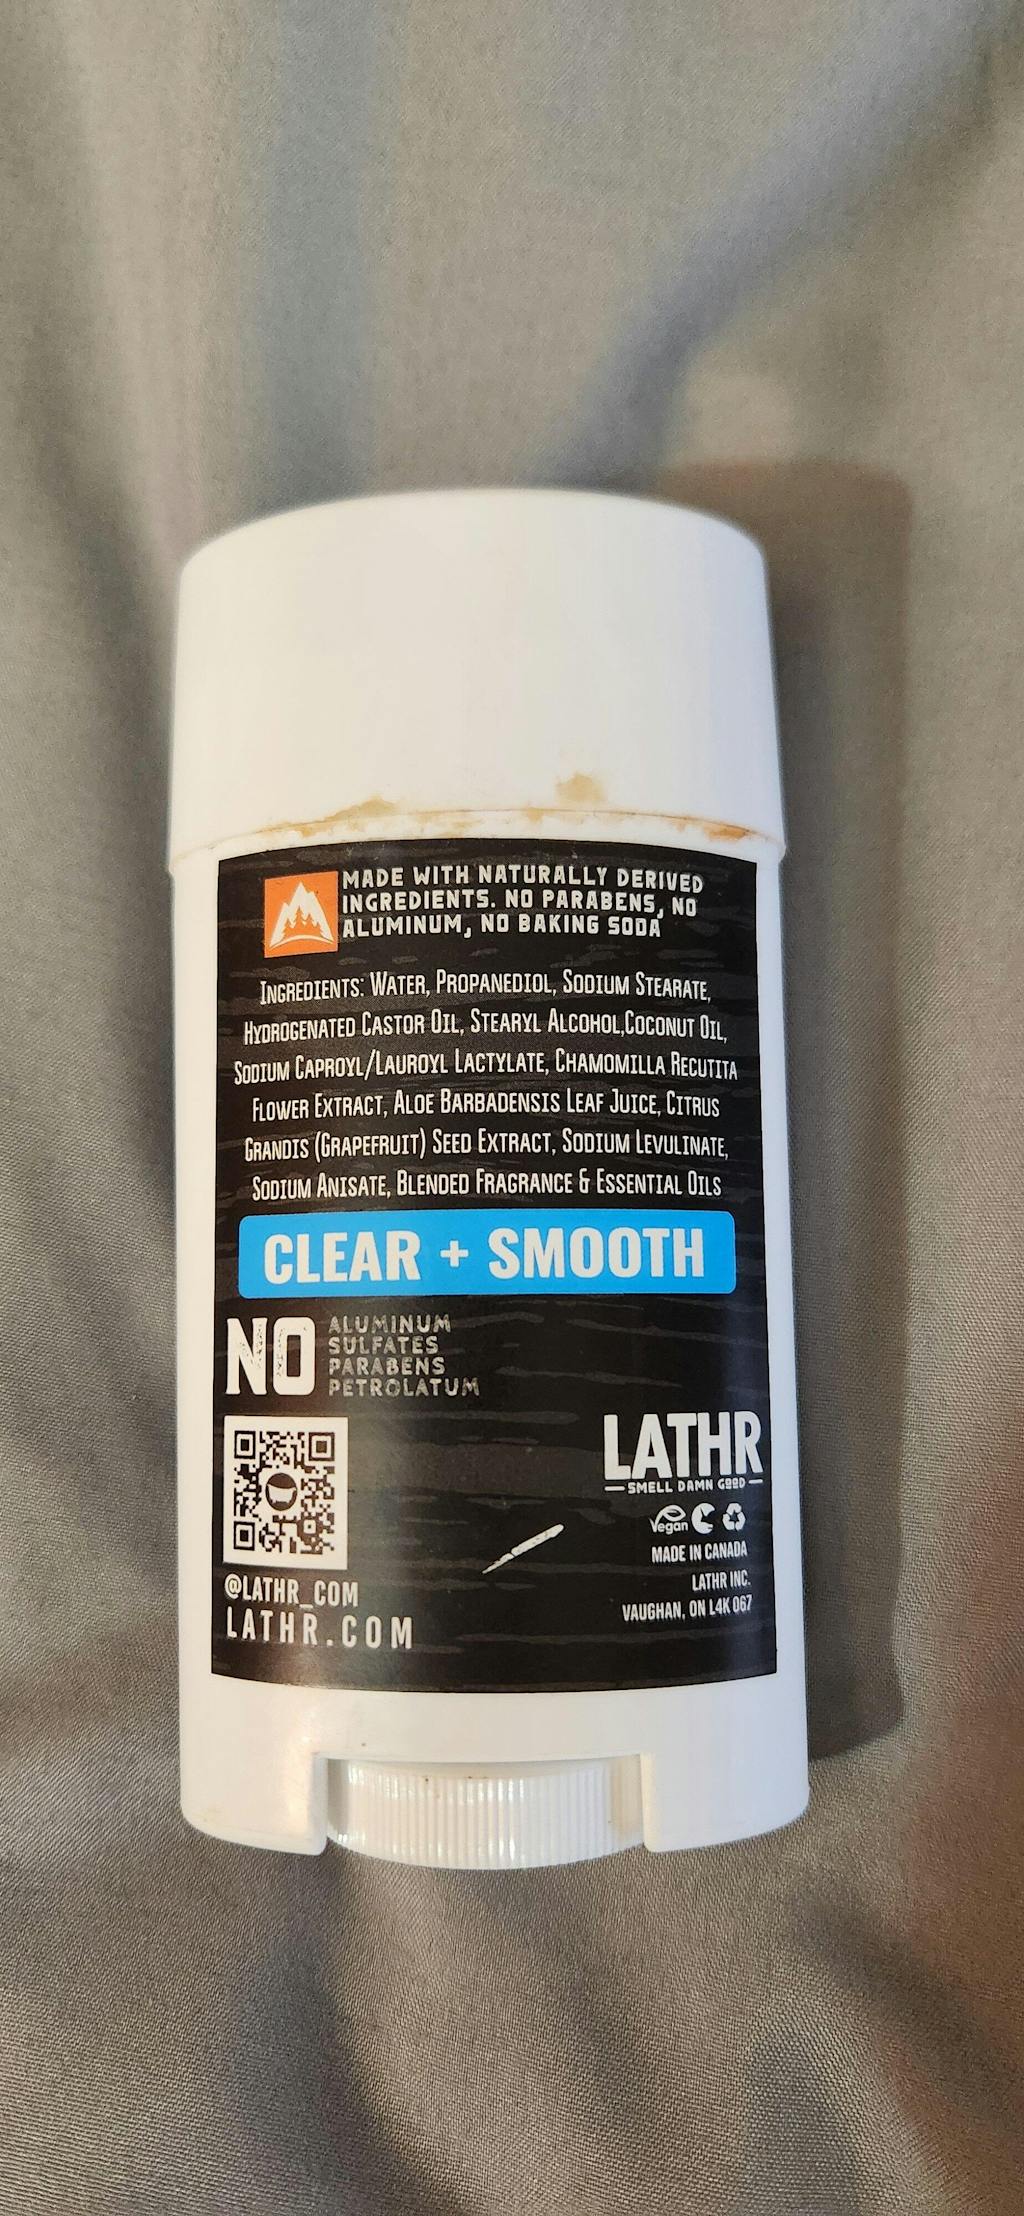 MADE WITH NATURALLY DERIVED
INGREDIENTS. NO PARABENS, NO
ALUMINUM, NO BAKING SODA
INGREDIENTS: WATER, PROPANEDIOL, SODIUM STEARATE,
HYDROGENATED CASTOR OIL, STEARYL ALCOHOL,COCONUT OIL,
SODIUM CAPROYL/LAUROYL LACTYLATE, CHAMOMILLA RECUTITA
FLOWER EXTRACT, ALOE BARBADENSIS LEAF JUICE, CITRUS
GRANDIS (GRAPEFRUIT) SEED EXTRACT, SODIUM LEVULINATE,
SODIUM ANISATE, BLENDED FRAGRANCE & ESSENTIAL OILS
CLEAR + SMOOTH
NO
ALUMINUM
SULFATES
PARABENS
PETROLATUM
@LATHR_COM
LATHR.COM
LATHR
SMELL DAMN GOOD
Vegan
MADE IN CANADA
LATHR INC.
VAUGHAN, ON L4K 0G7